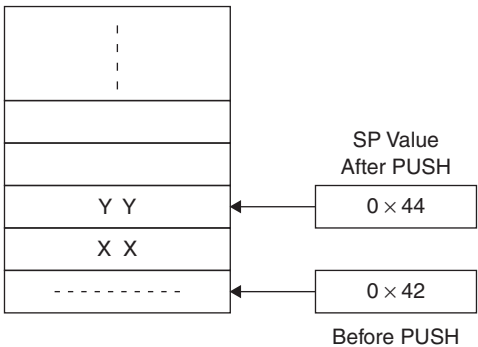 SP Value
After PUSH
Y Y
0 × 44
X X
0 × 42
Before PUSH